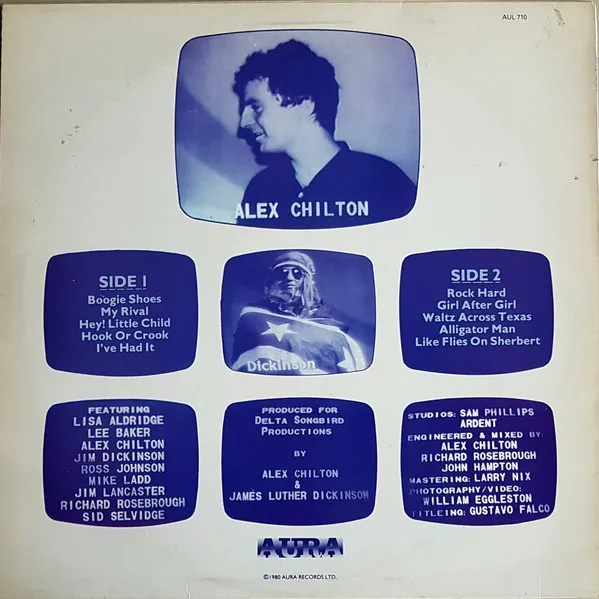 AUL 710
ALEX CHILTON
SIDE 1
Boogie Shoes
My Rival
Hey! Little Child
Hook Or Crook
I've Had It
Dickinson
SIDE 2
Rock Hard
Girl After Girl
Waltz Across Texas
Alligator Man
Like Flies On Sherbert
FEATURING
LISA ALDRIDGE
LEE BAKER
ALEX CHILTON
JIM DICKINSON
ROSS JOHNSON
MIKE LADD
JIM LANCASTER
RICHARD ROSEBROUGH
SID SELVIDGE
PRODUCED FOR
DELTA SONGBIRD
PRODUCTIONS
BY
ALEX CHILTON
&
JAMES LUTHER DICKINSON
STUDIOS: SAM PHILLIPS
ARDENT
ENGINEERED & MIXED BY:
ALEX CHILTON
RICHARD ROSEBROUGH
JOHN HAMPTON
MASTERING: LARRY NIX
PHOTOGRAPHY/VIDEO:
WILLIAM EGGLESTON
TITLEING: GUSTAVO FALCO
AURA
©1980 AURA RECORDS LTD.